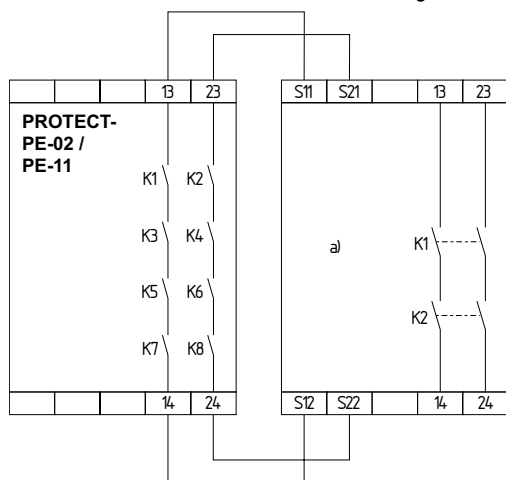 g
13 23 S11 S21 13 23
PROTECT-
PE-02 /
PE-11
K1 K2
K3 K4 a) K1
K5 K6
K2
K7 K8
14 24 S12 S22 14 24